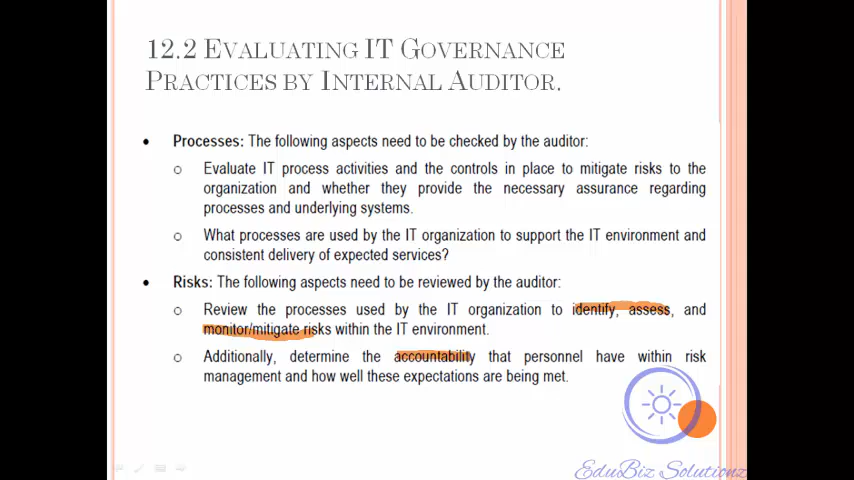 12.2 EVALUATING IT GOVERNANCE
PRACTICES BY INTERNAL AUDITOR.
• Processes: The following aspects need to be checked by the auditor:
o Evaluate IT process activities and the controls in place to mitigate risks to the
organization and whether they provide the necessary assurance regarding
processes and underlying systems.
o What processes are used by the IT organization to support the IT environment and
consistent delivery of expected services?
• Risks: The following aspects need to be reviewed by the auditor:
o Review the processes used by the IT organization to identify, assess, and
monitor/mitigate risks within the IT environment.
o Additionally, determine the accountability that personnel have within risk
management and how well these expectations are being met.
EduBiz Solutionz